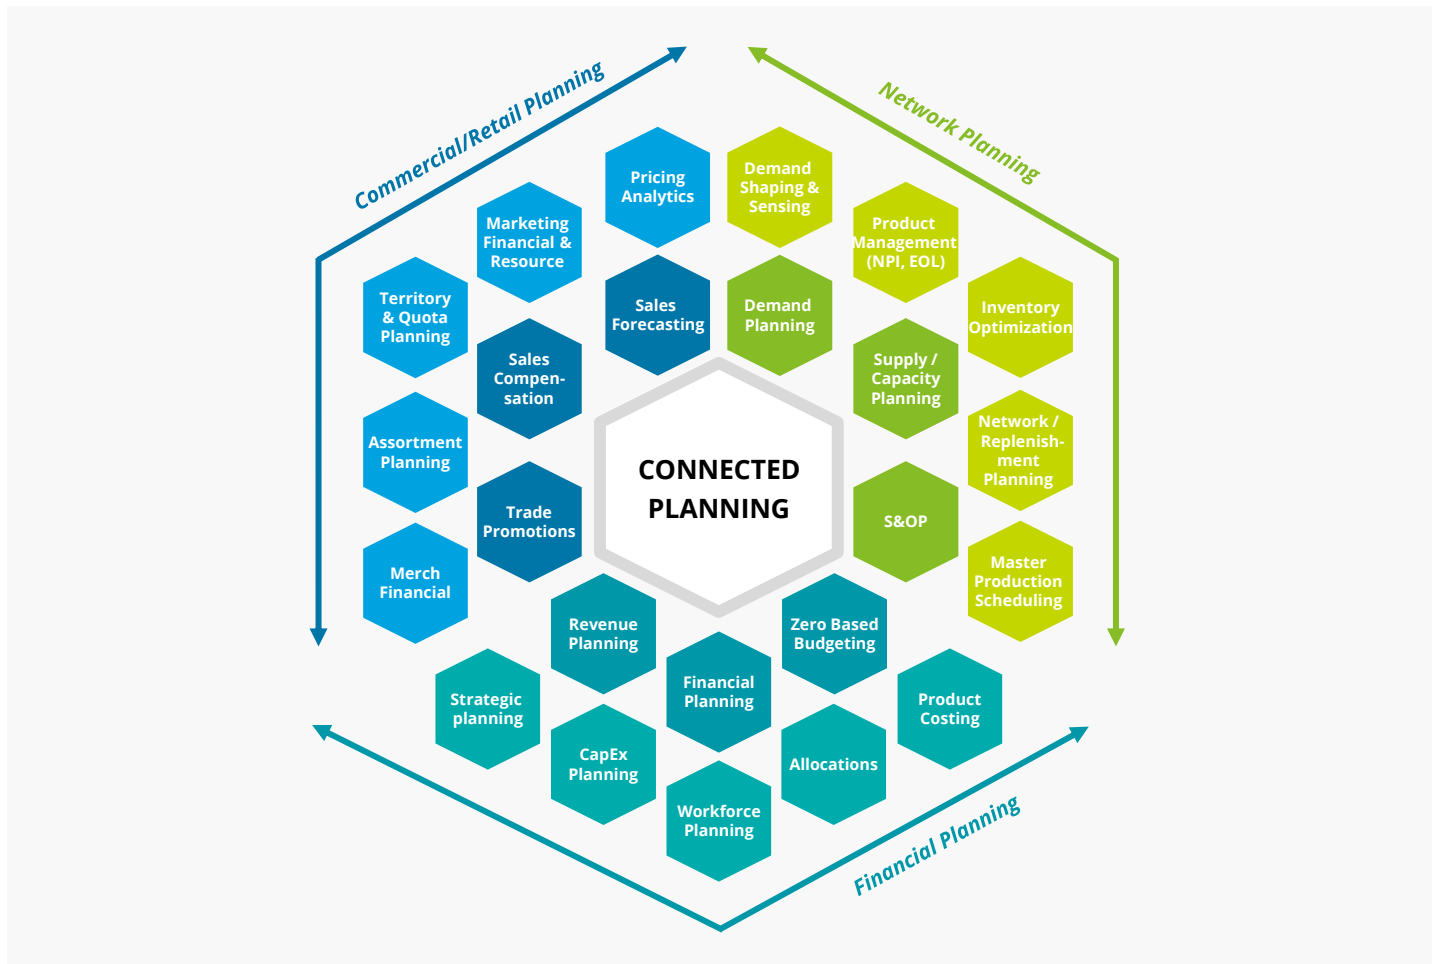 Commercial/Retail Planning
Network Planning
Pricing
Analytics
Demand
Shaping &
Sensing
Marketing
Financial &
Resource
Product
Management
(NPI, EOL)
Territory
& Quota
Planning
Sales
Forecasting
Demand
Planning
Inventory
Optimization
Sales
Compen-
sation
Supply /
Capacity
Planning
Assortment
Planning
Network /
Replenish-
ment
Planning
CONNECTED
PLANNING
Trade
Promotions
S&OP
Merch
Financial
Master
Production
Scheduling
Revenue
Planning
Zero Based
Budgeting
Financial
Planning
Strategic
planning
Product
Costing
CapEx
Planning
Allocations
Workforce
Planning
Financial Planning